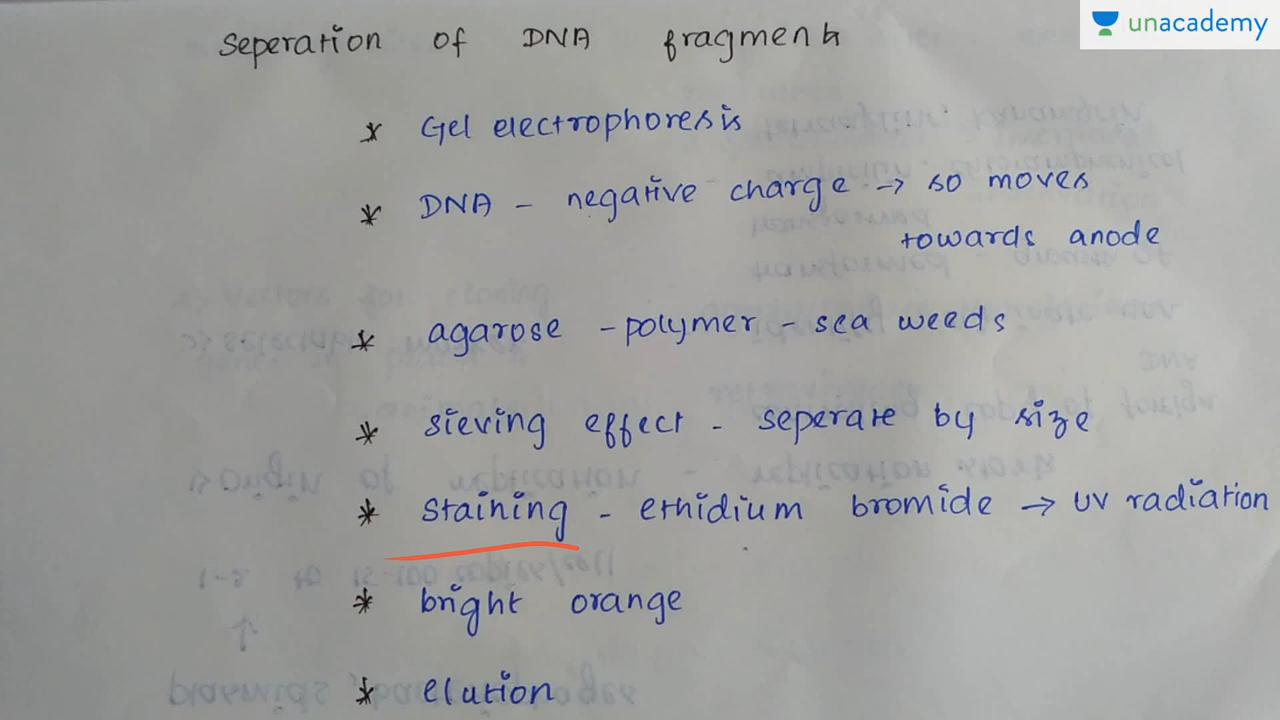 unacademy
seperation of DNA fragments
* Gel electrophoresis
* DNA - negative charge → so moves
towards anode
* agarose - polymer - sea weeds
* sieving effect - seperate by size
* staining - ethidium bromide → UV radiation
* bright orange
* elution